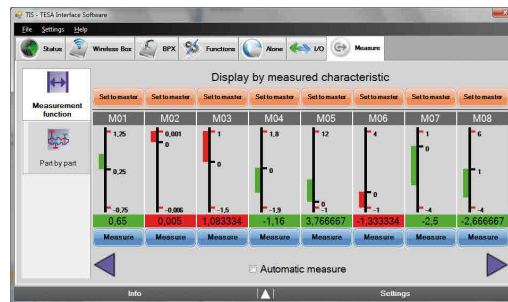 TIS - TESA Interface Software
File Settings Help
Status Wireless Box BPX Functions Alone I/O Measure
Display by measured characteristic
Measurement function
Part by part
Set to master Set to master Set to master Set to master Set to master Set to master Set to master Set to master
M01 M02 M03 M04 M05 M06 M07 M08
1,25 0,001 1 1,8 12 4 1 6
0 0
0,25 0 0 1
0 0
-0,75 -0,006 -1,5 -1,9 -1 -1 -4 -4
0,65 0,005 1,083334 -1,16 3,766667 -1,333334 -2,5 -2,666667
Measure Measure Measure Measure Measure Measure Measure Measure
Automatic measure
Info Settings